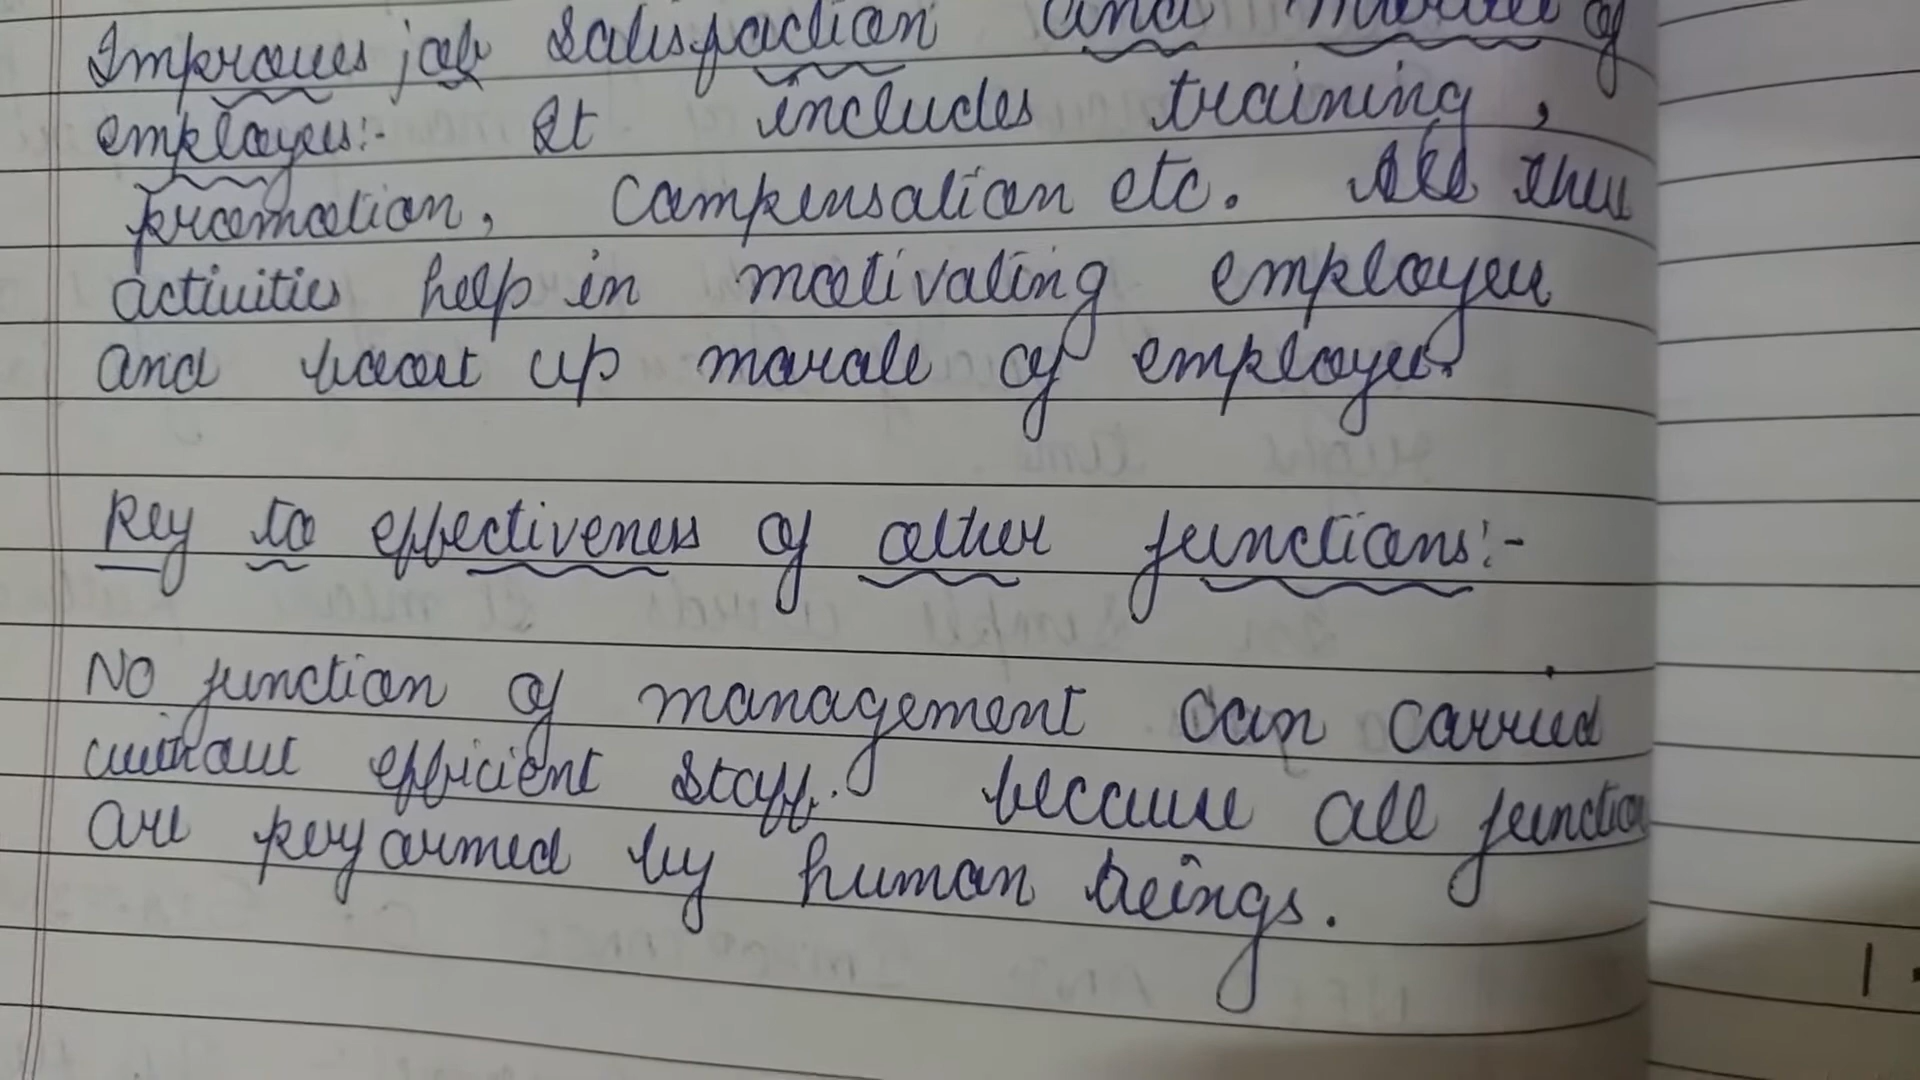 Improves job satisfaction and morale of
employees:- It includes training,
promotion, compensation etc. All these
activities help in motivating employees
and boost up morale of employees.
Key to effectiveness of other functions:-
No function of management can carried
without efficient staff. because all function
are performed by human beings.